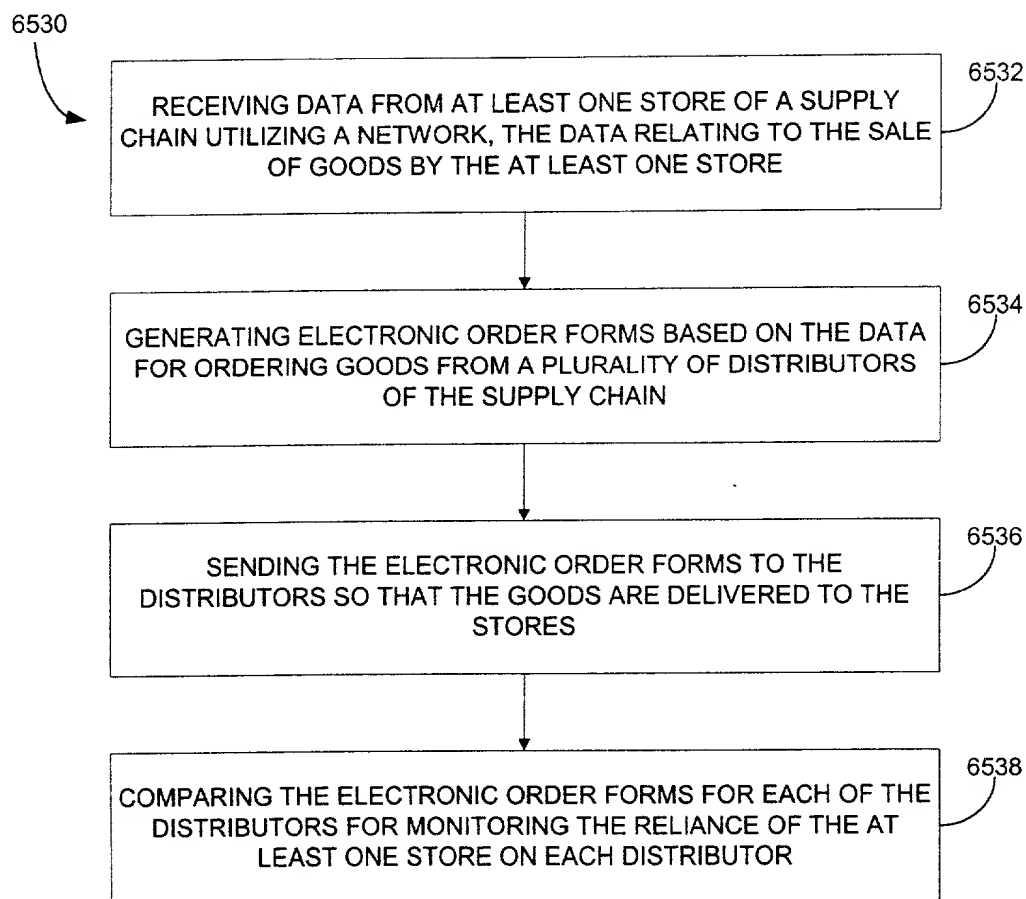 6530
6532
RECEIVING DATA FROM AT LEAST ONE STORE OF A SUPPLY
CHAIN UTILIZING A NETWORK, THE DATA RELATING TO THE SALE
OF GOODS BY THE AT LEAST ONE STORE
6534
GENERATING ELECTRONIC ORDER FORMS BASED ON THE DATA
FOR ORDERING GOODS FROM A PLURALITY OF DISTRIBUTORS
OF THE SUPPLY CHAIN
6536
SENDING THE ELECTRONIC ORDER FORMS TO THE
DISTRIBUTORS SO THAT THE GOODS ARE DELIVERED TO THE
STORES
6538
COMPARING THE ELECTRONIC ORDER FORMS FOR EACH OF THE
DISTRIBUTORS FOR MONITORING THE RELIANCE OF THE AT
LEAST ONE STORE ON EACH DISTRIBUTOR